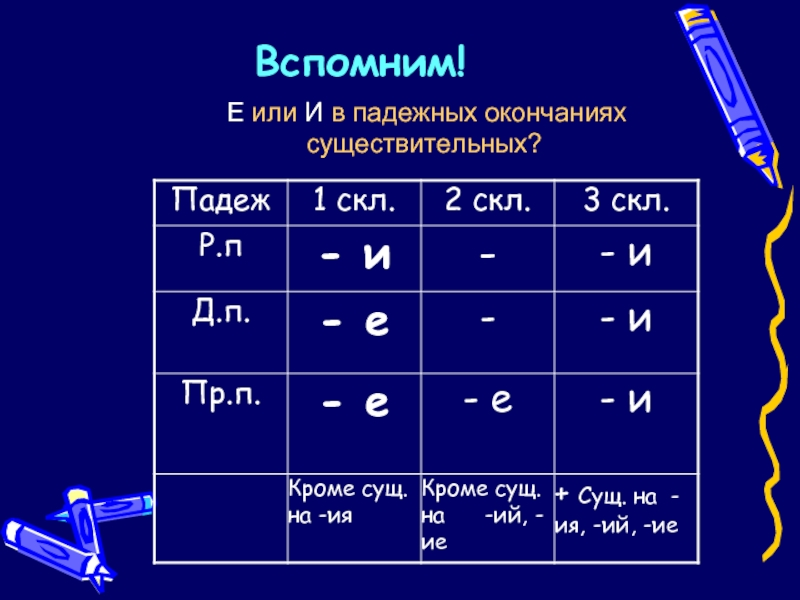 Вспомним!
Е или И в падежных окончаниях
существительных?
Падеж 1 скл. 2 скл. 3 скл.
Р.п - и - - и
Д.п. - е - - и
Пр.п. - е - е - и
Кроме сущ. на -ия
Кроме сущ. на -ий, -ие
+ Сущ. на -ия, -ий, -ие